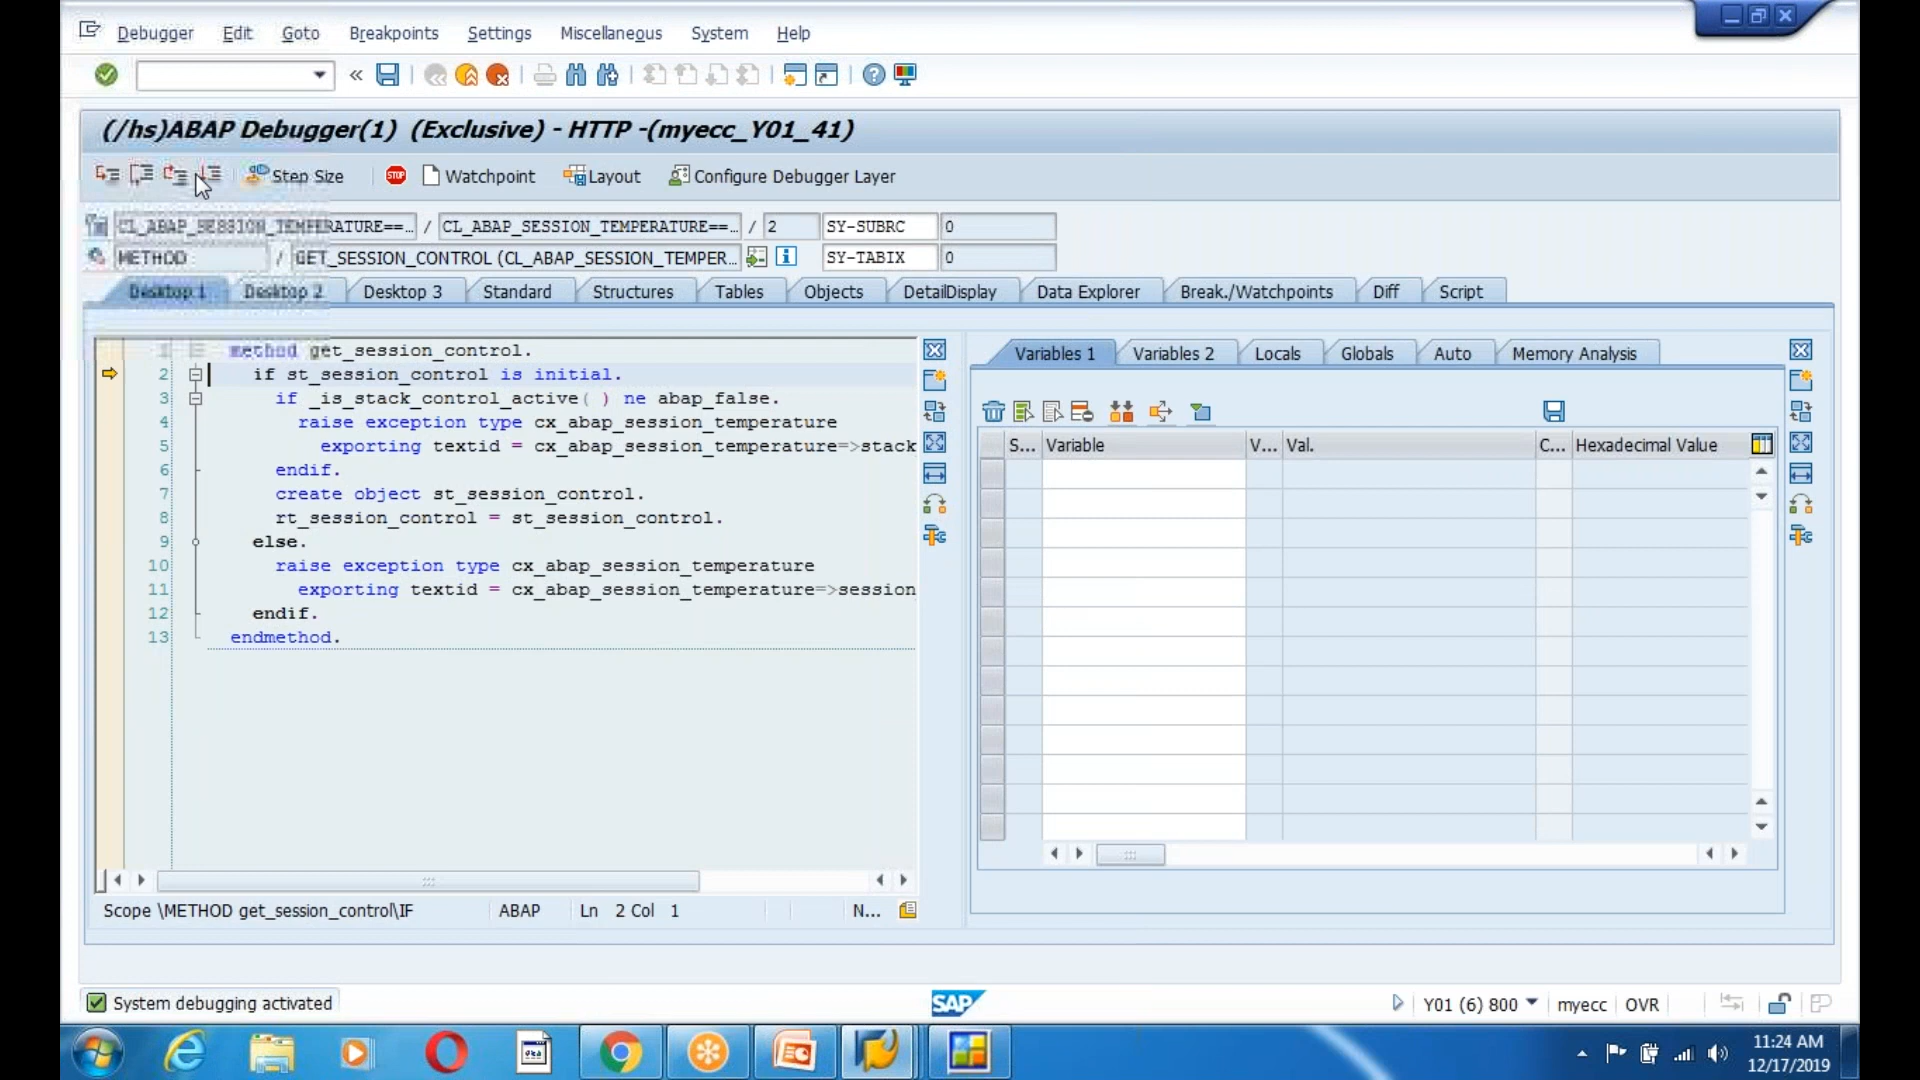 Debugger Edit Goto Breakpoints Settings Miscellaneous System Help
(/hs)ABAP Debugger(1) (Exclusive) - HTTP -(myecc_Y01_41)
Step Size STOP Watchpoint Layout Configure Debugger Layer
CL_ABAP_SESSION_TEMPERATURE==... / CL_ABAP_SESSION_TEMPERATURE==... / 2 SY-SUBRC 0
METHOD / GET_SESSION_CONTROL (CL_ABAP_SESSION_TEMPER... SY-TABIX 0
Desktop 1 Desktop 2 Desktop 3 Standard Structures Tables Objects DetailDisplay Data Explorer Break./Watchpoints Diff Script
1 method get_session_control.
2 if st_session_control is initial.
3 if _is_stack_control_active( ) ne abap_false.
4 raise exception type cx_abap_session_temperature
5 exporting textid = cx_abap_session_temperature=>stack
6 endif.
7 create object st_session_control.
8 rt_session_control = st_session_control.
9 else.
10 raise exception type cx_abap_session_temperature
11 exporting textid = cx_abap_session_temperature=>session
12 endif.
13 endmethod.
Variables 1 Variables 2 Locals Globals Auto Memory Analysis
S... Variable V... Val. C... Hexadecimal Value
Scope \METHOD get_session_control\IF ABAP Ln 2 Col 1 N...
System debugging activated SAP Y01 (6) 800 myecc OVR
11:24 AM
12/17/2019